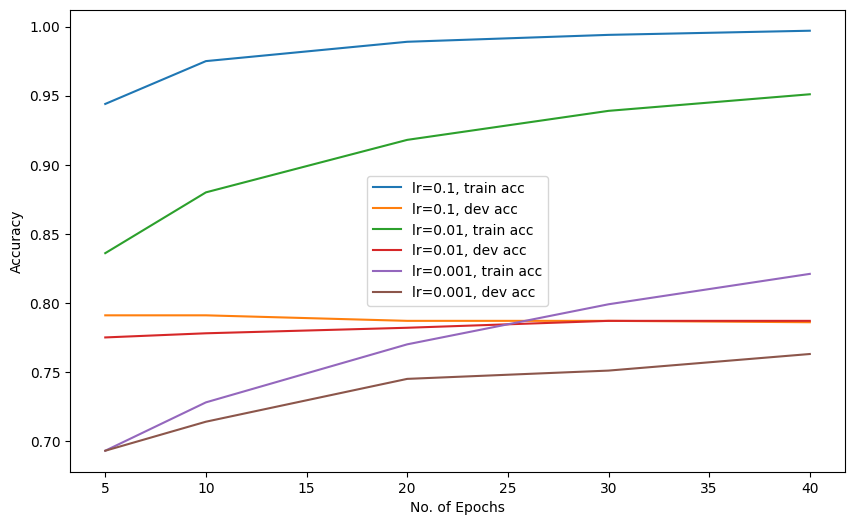 1.00
0.95
0.90
0.85
0.80
0.75
0.70
Accuracy
lr=0.1, train acc
lr=0.1, dev acc
lr=0.01, train acc
lr=0.01, dev acc
lr=0.001, train acc
lr=0.001, dev acc
5 10 15 20 25 30 35 40
No. of Epochs